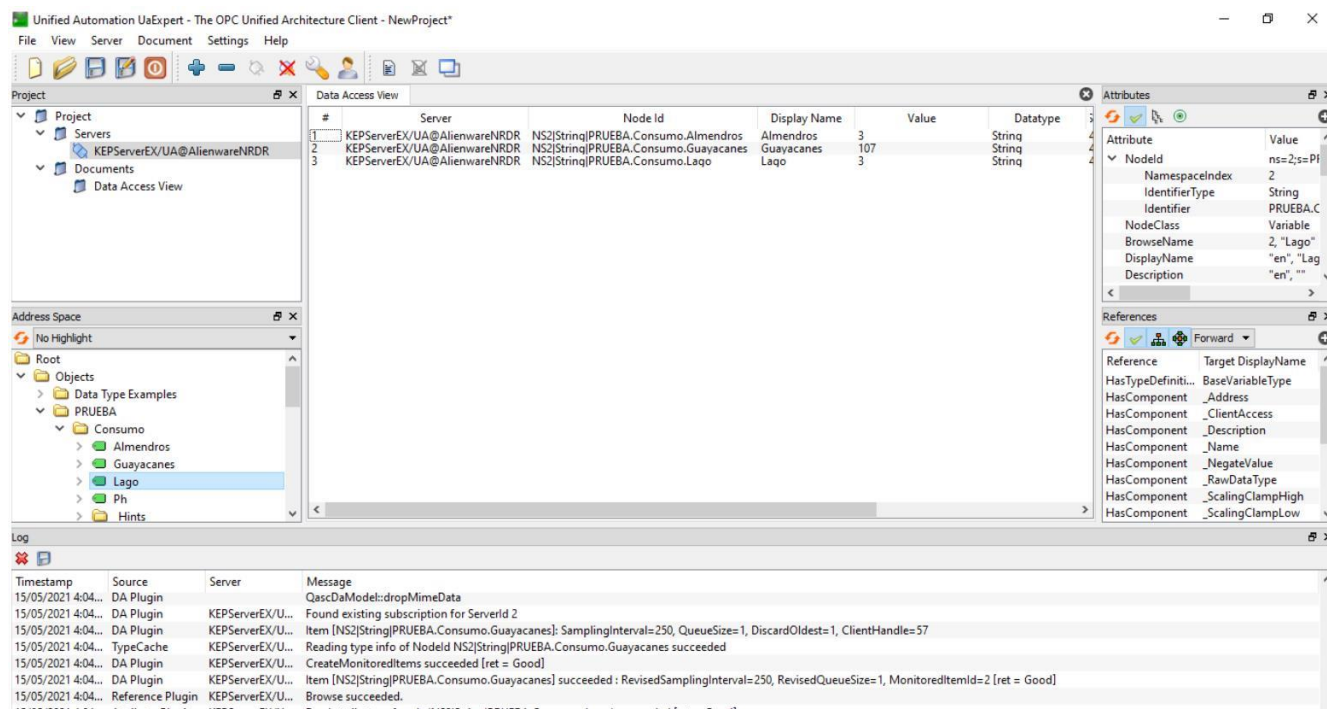 Unified Automation UaExpert - The OPC Unified Architecture Client - NewProject*
File View Server Document Settings Help
Project
Project
Servers
KEPServerEX/UA@AlienwareNRDR
Documents
Data Access View
Data Access View
# Server Node Id Display Name Value Datatype
1 KEPServerEX/UA@AlienwareNRDR NS2|String|PRUEBA.Consumo.Almendros Almendros 3 String
2 KEPServerEX/UA@AlienwareNRDR NS2|String|PRUEBA.Consumo.Guayacanes Guayacanes 107 String
3 KEPServerEX/UA@AlienwareNRDR NS2|String|PRUEBA.Consumo.Lago Lago 3 String
Attributes
Attribute Value
NodeId ns=2;s=PF
NamespaceIndex 2
IdentifierType String
Identifier PRUEBA.C
NodeClass Variable
BrowseName 2, "Lago"
DisplayName "en", "Lag
Description "en", ""
Address Space
No Highlight
Root
Objects
Data Type Examples
PRUEBA
Consumo
Almendros
Guayacanes
Lago
Ph
_Hints
References
Forward
Reference Target DisplayName
HasTypeDefiniti... BaseVariableType
HasComponent _Address
HasComponent _ClientAccess
HasComponent _Description
HasComponent _Name
HasComponent _NegateValue
HasComponent _RawDataType
HasComponent _ScalingClampHigh
HasComponent _ScalingClampLow
Log
Timestamp Source Server Message
15/05/2021 4:04... DA Plugin QascDaModel::dropMimeData
15/05/2021 4:04... DA Plugin KEPServerEX/U... Found existing subscription for ServerId 2
15/05/2021 4:04... DA Plugin KEPServerEX/U... Item [NS2|String|PRUEBA.Consumo.Guayacanes]: SamplingInterval=250, QueueSize=1, DiscardOldest=1, ClientHandle=57
15/05/2021 4:04... TypeCache KEPServerEX/U... Reading type info of NodeId NS2|String|PRUEBA.Consumo.Guayacanes succeeded
15/05/2021 4:04... DA Plugin KEPServerEX/U... CreateMonitoredItems succeeded [ret = Good]
15/05/2021 4:04... DA Plugin KEPServerEX/U... Item [NS2|String|PRUEBA.Consumo.Guayacanes] succeeded : RevisedSamplingInterval=250, RevisedQueueSize=1, MonitoredItemId=2 [ret = Good]
15/05/2021 4:04... Reference Plugin KEPServerEX/U... Browse succeeded.